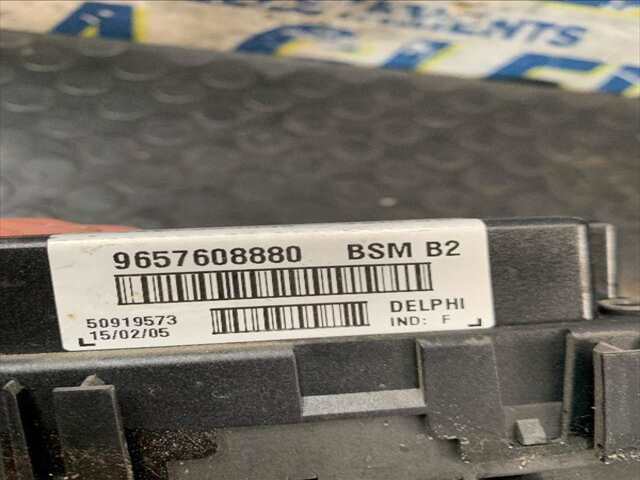 9657608880 BSM B2
50919573 DELPHI
15/02/05 IND: F